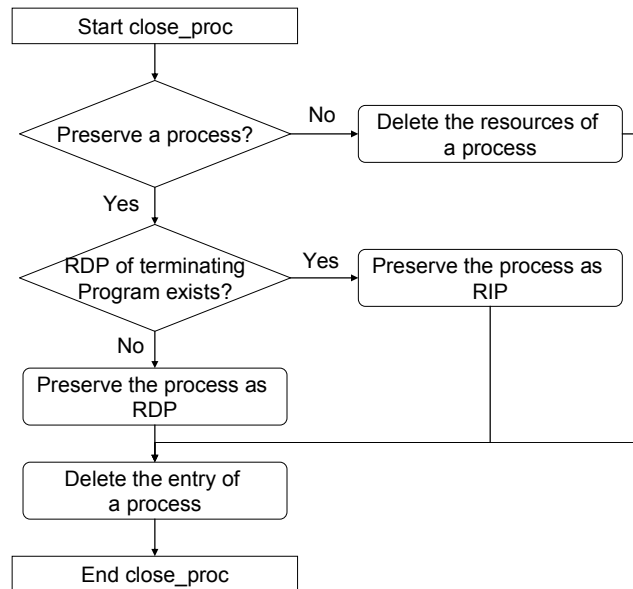 Start close_proc
Preserve a process?
No
Delete the resources of
a process
Yes
RDP of terminating
Program exists?
Yes
Preserve the process as
RIP
No
Preserve the process as
RDP
Delete the entry of
a process
End close_proc